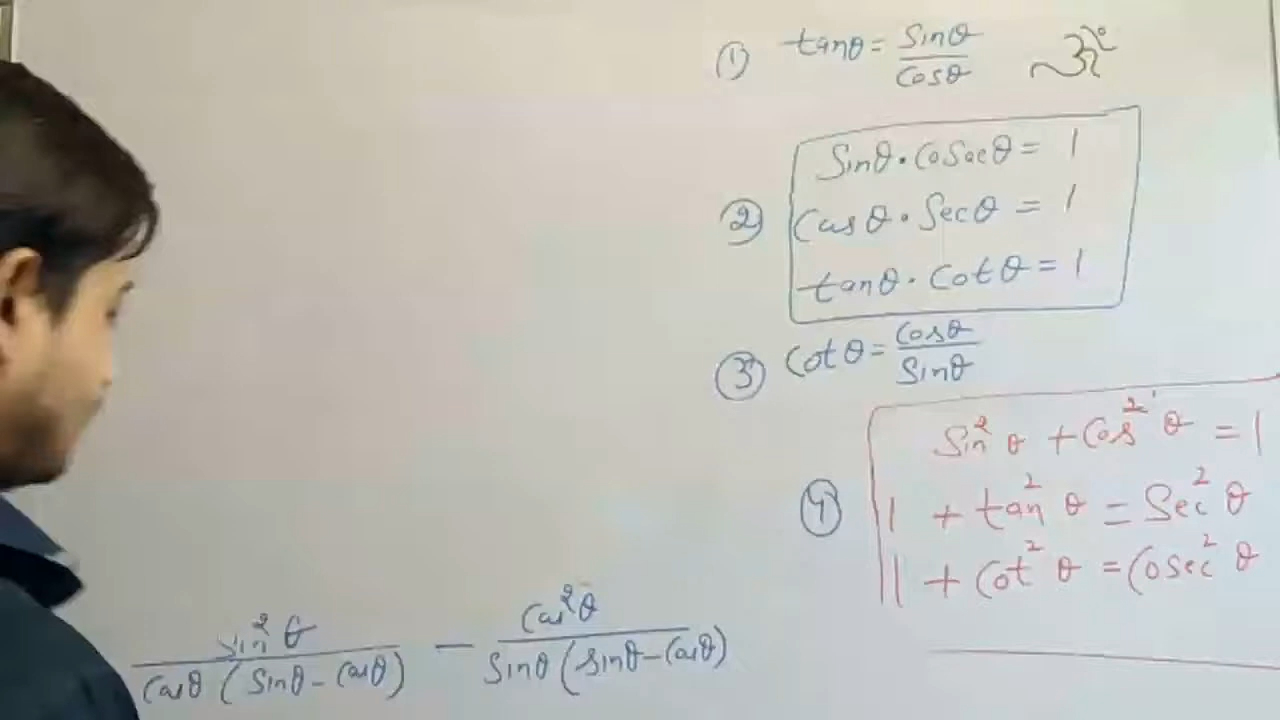 ① tanθ = Sinθ/Cosθ
② Sinθ·CoSecθ = 1
Cosθ·Secθ = 1
tanθ·Cotθ = 1
③ Cotθ = Cosθ/Sinθ
④ Sin²θ + Cos²θ = 1
1 + tan²θ = Sec²θ
1 + Cot²θ = Cosec²θ
Sin²θ/Cosθ(Sinθ-Cosθ) - Cos²θ/Sinθ(Sinθ-Cosθ)